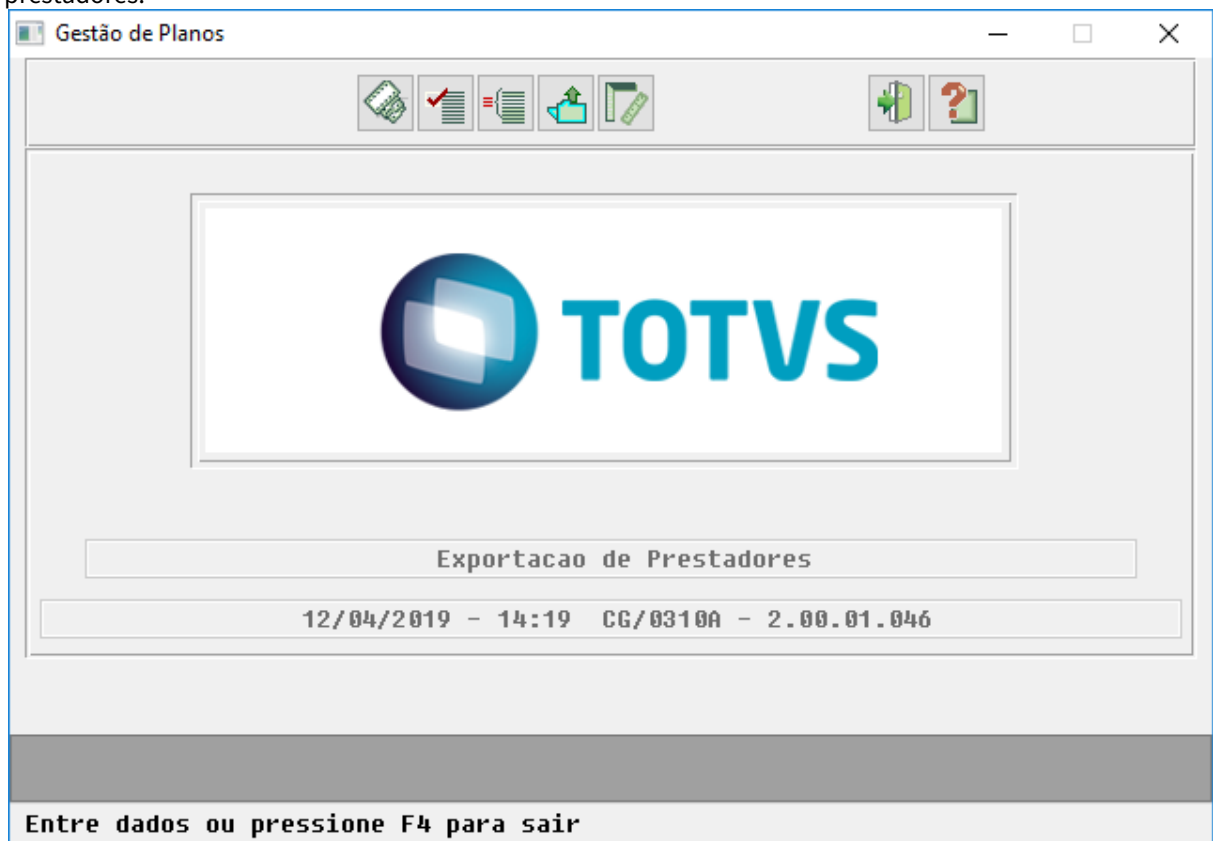 prestadores.
Gestão de Planos
TOTVS
Exportacao de Prestadores
12/04/2019 - 14:19 CG/0310A - 2.00.01.046
Entre dados ou pressione F4 para sair